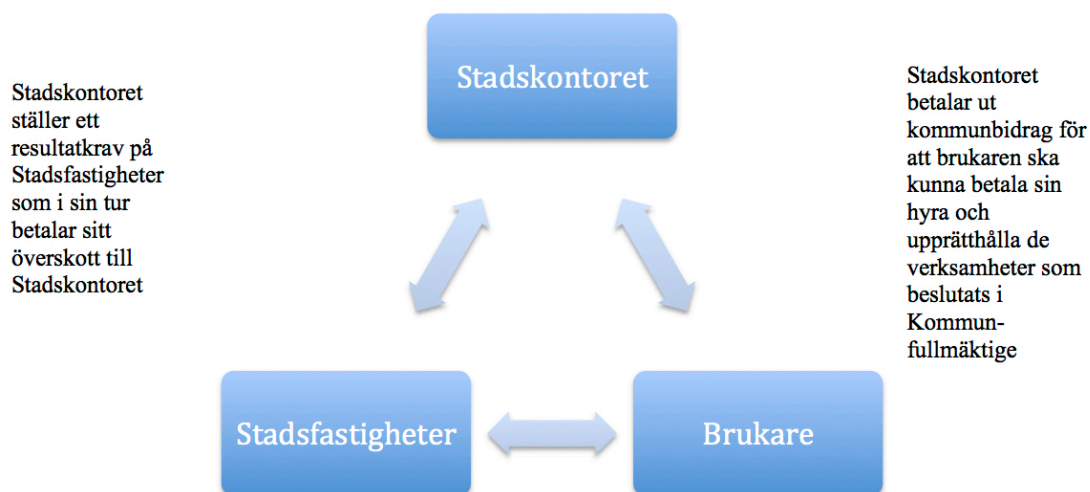 Stadskontoret
Stadskontoret
ställer ett
resultatkrav på
Stadsfastigheter
som i sin tur
betalar sitt
överskott till
Stadskontoret
Stadskontoret
betalar ut
kommunbidrag för
att brukaren ska
kunna betala sin
hyra och
upprätthålla de
verksamheter som
beslutats i
Kommun-
fullmäktige
Stadsfastigheter
Brukare